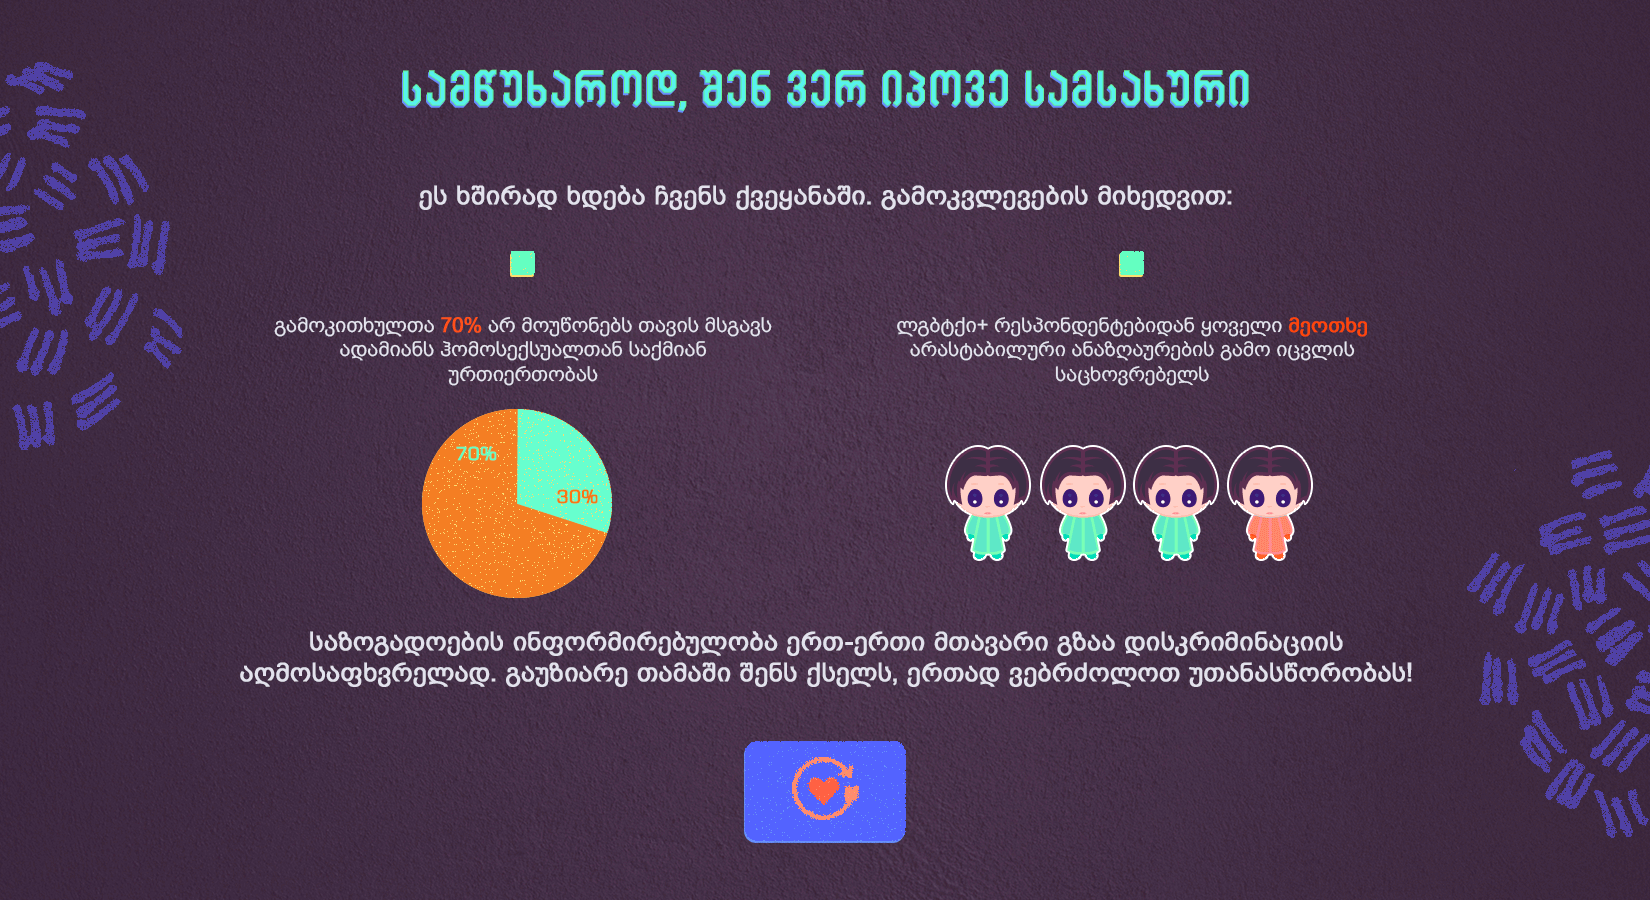 სამწუხაროდ, შენ ვერ იპოვე სამსახური
ეს ხშირად ხდება ჩვენს ქვეყანაში. გამოკვლევების მიხედვით:
გამოკითხულთა 70% არ მოუწონებს თავის მსგავს
ადამიანს ჰომოსექსუალთან საქმიან
ურთიერთობას
ლგბტქი+ რესპონდენტებიდან ყოველი მეოთხე
არასტაბილური ანაზღაურების გამო იცვლის
საცხოვრებელს
70%
30%
საზოგადოების ინფორმირებულობა ერთ-ერთი მთავარი გზაა დისკრიმინაციის
აღმოსაფხვრელად. გაუზიარე თამაში შენს ქსელს, ერთად ვებრძოლოთ უთანასწორობას!